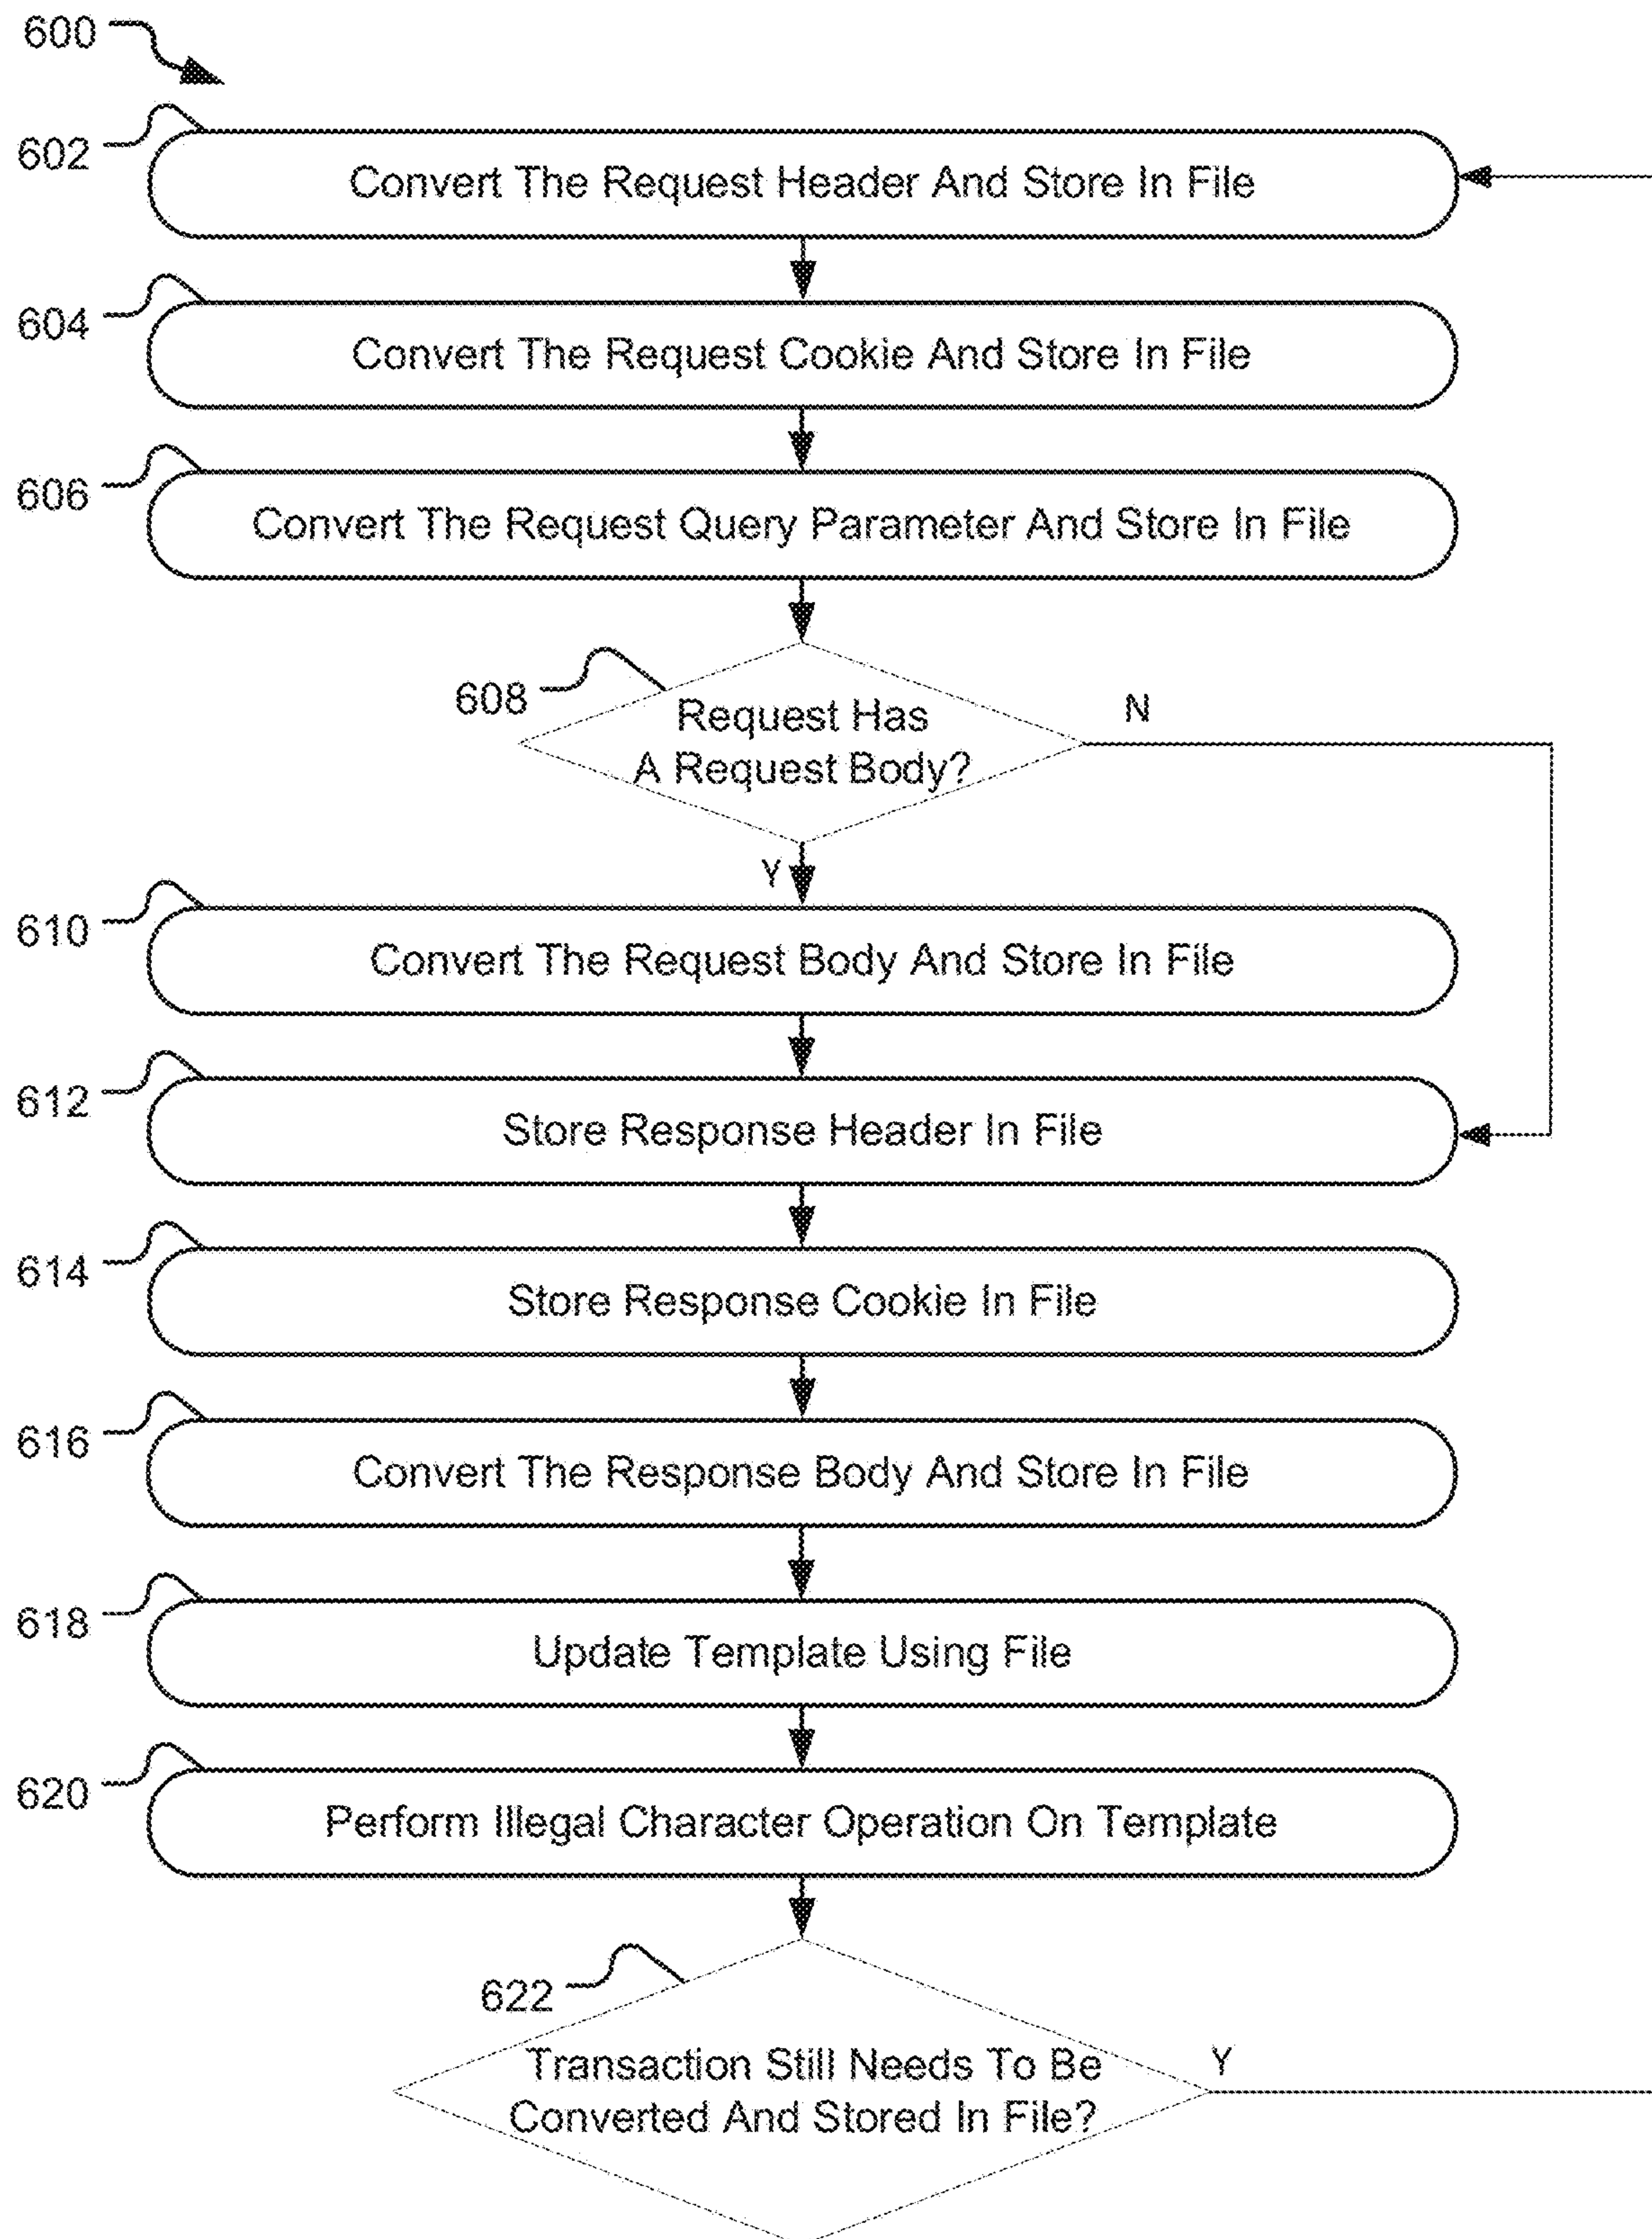 600
602
Convert The Request Header And Store In File
604
Convert The Request Cookie And Store In File
606
Convert The Request Query Parameter And Store In File
608
Request Has
A Request Body?
N
Y
610
Convert The Request Body And Store In File
612
Store Response Header In File
614
Store Response Cookie In File
616
Convert The Response Body And Store In File
618
Update Template Using File
620
Perform Illegal Character Operation On Template
622
Transaction Still Needs To Be
Converted And Stored In File?
Y